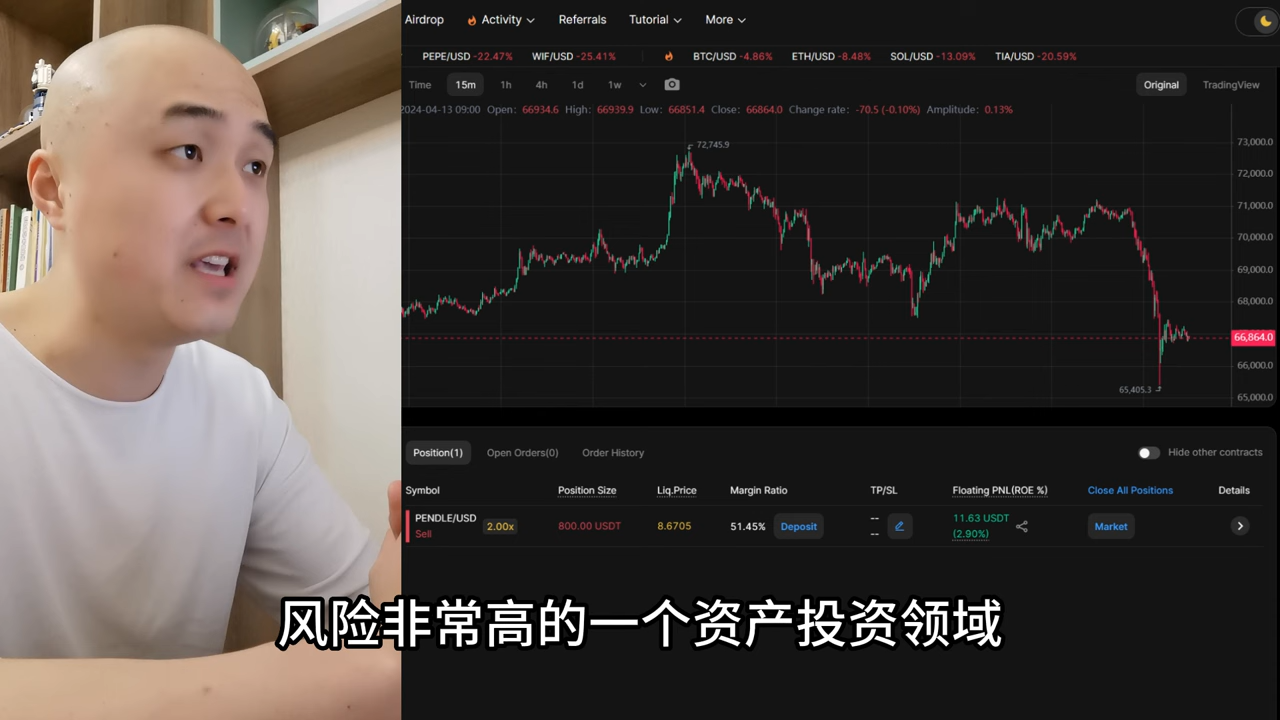 Airdrop Activity Referrals Tutorial More
PEPE/USD -22.47% WIF/USD -25.41% BTC/USD -4.86% ETH/USD -8.48% SOL/USD -13.09% TIA/USD -20.59%
Time 15m 1h 4h 1d 1w Original TradingView
2024-04-13 09:00 Open: 66934.6 High: 66939.9 Low: 66851.4 Close: 66864.0 Change rate: -70.5 (-0.10%) Amplitude: 0.13%
72,745.9
73,000.0
72,000.0
71,000.0
70,000.0
69,000.0
68,000.0
66,864.0
66,000.0
65,405.3
65,000.0
Position(1) Open Orders(0) Order History Hide other contracts
Symbol Position Size Liq.Price Margin Ratio TP/SL Floating PNL(ROE %) Close All Positions Details
PENDLE/USD 2.00x 800.00 USDT 8.6705 51.45% Deposit -- 11.63 USDT Market
Sell -- (2.90%)
风险非常高的一个资产投资领域